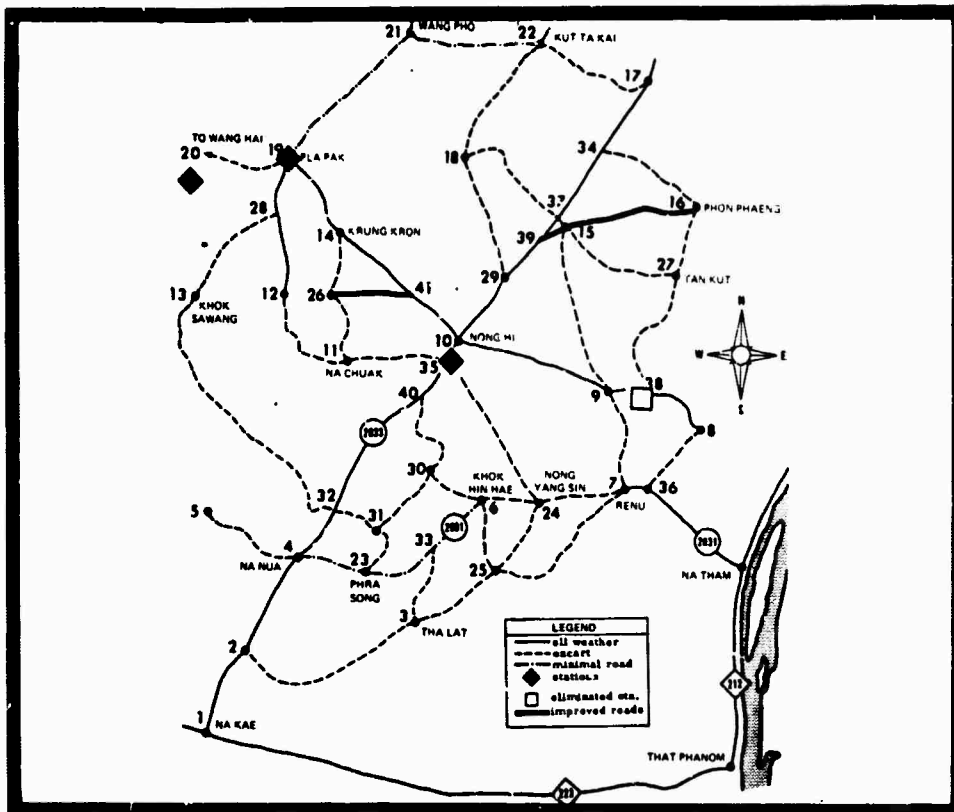 21
WANG PHO
22
KUT TA KAI
17
TO WANG HAI
20
19
PLA PAK
18
34
28
14
KRUNG KRON
37
15
16
PHON PHAENG
39
13
KHOK
SAWANG
12
26
41
29
27
TAN KUT
N
W
E
S
10
NONG HI
11
NA CHUAK
35
40
9
38
8
2033
30
KHOK
HIN HAE
6
NONG
YANG SIN
24
7
RENU
36
32
31
5
2001
33
2031
4
NA NUA
23
PHRA
SONG
25
NA THAM
3
THA LAT
2
LEGEND
all weather
oxcart
minimal road
stations
eliminated sta.
improved roads
212
1
NA KAE
THAT PHANOM
223